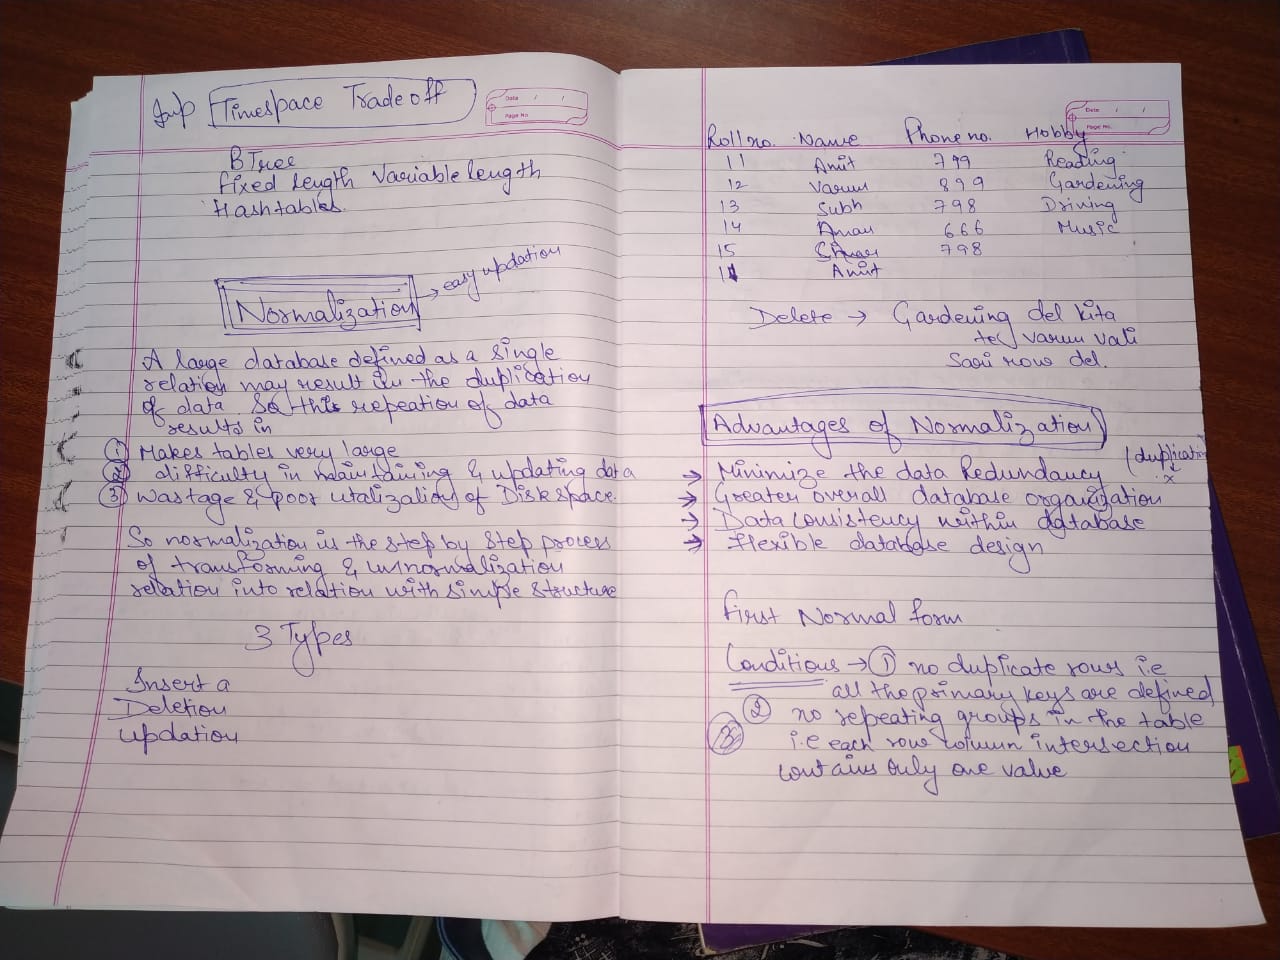 Imp Timespace Tradeoff
Date / /
Page No.
BTree
fixed length Variable length
Hashtables.
Normalization → easy updation
A large database defined as a single
relation may result in the duplication
of data. So this repeation of data
results in
① Makes tables very large
② difficulty in maintaining & updating data
③ Wastage & poor utalization of Disk space.
So normalization is the step by step process
of transforming & unnormalization
relation into relation with simple structure
3 Types
Insert a
Deletion
Updation
Date / /
Page No.
Roll no. Name Phone no. Hobby
11 Amit 799 Reading
12 Varun 899 Gardening
13 Subh 798 Driving
14 Aman 666 Music
15 798
11 Amit
Delete → Gardening del kita
te varun vali
Sari row del.
Advantages of Normalization
→ Minimize the data Redundancy (duplication
x
→ Greater overall database organization
→ Data Consistency within database
→ flexible database design
First Normal form
Conditions → ① no duplicate rows i.e
all the primary keys are defined
② no repeating groups in the table
③ i.e each row column intersection
contains only one value